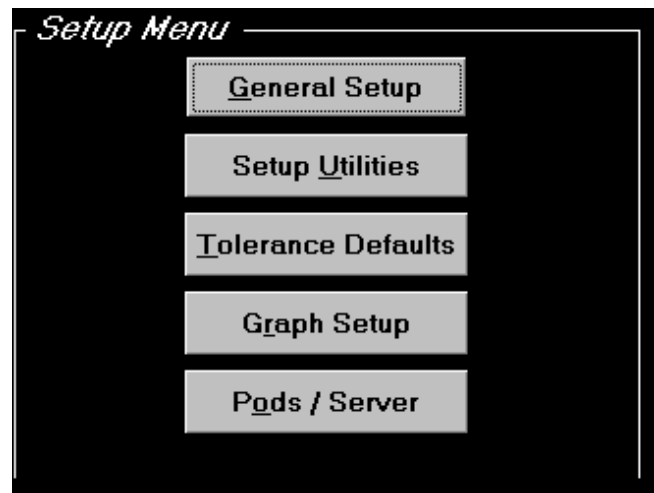 Setup Menu
General Setup
Setup Utilities
Tolerance Defaults
Graph Setup
Pods / Server